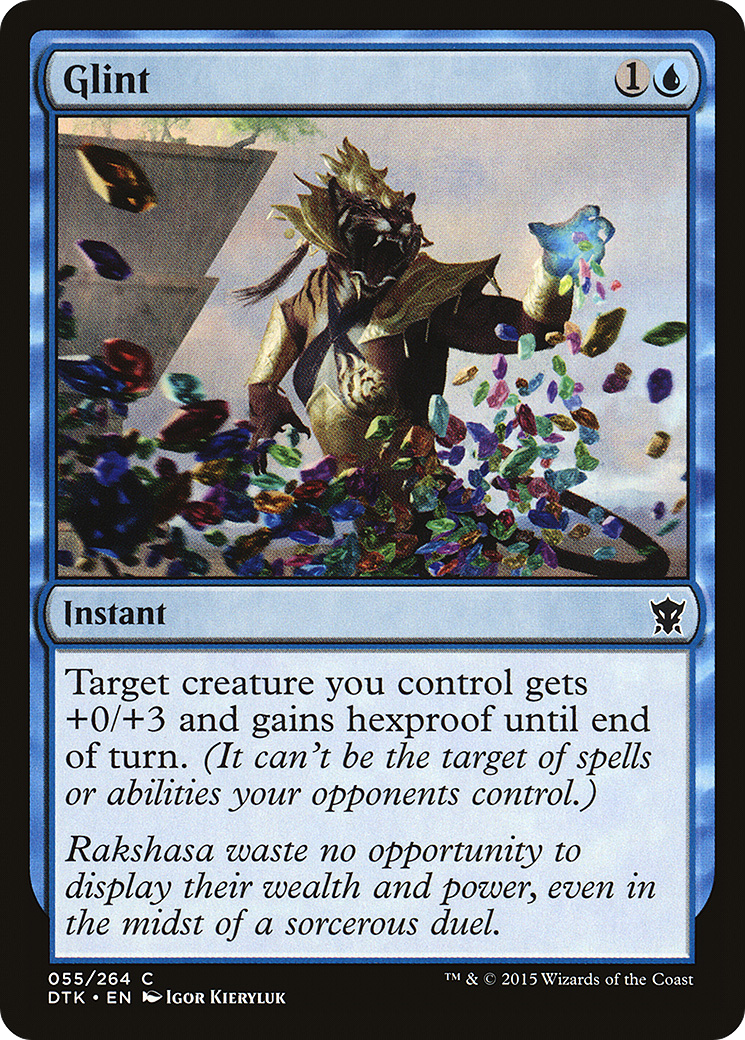 Glint
1
Instant
Target creature you control gets
+0/+3 and gains hexproof until end
of turn. (It can't be the target of spells
or abilities your opponents control.)
Rakshasa waste no opportunity to
display their wealth and power, even in
the midst of a sorcerous duel.
055/264 C
DTK • EN Igor Kieryluk
™ & © 2015 Wizards of the Coast